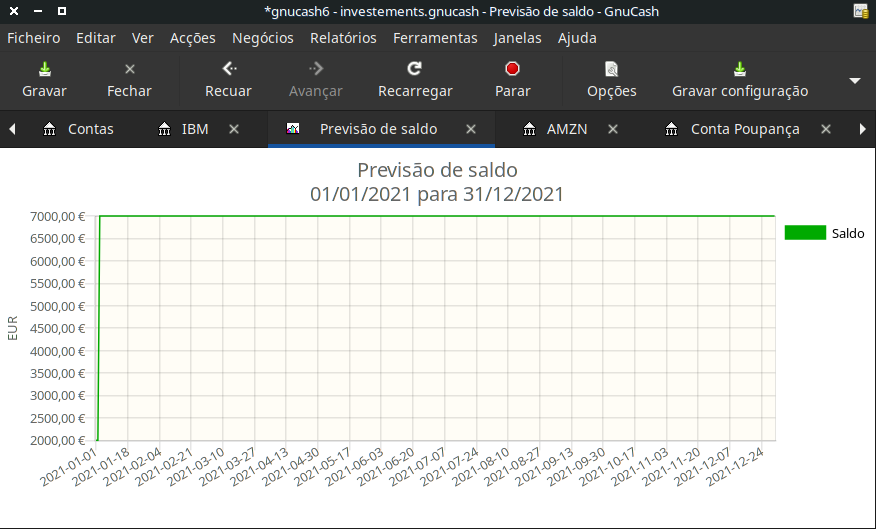 *gnucash6 - investements.gnucash - Previsão de saldo - GnuCash
Ficheiro Editar Ver Acções Negócios Relatórios Ferramentas Janelas Ajuda
Gravar Fechar Recuar Avançar Recarregar Parar Opções Gravar configuração
Contas IBM Previsão de saldo AMZN Conta Poupança
Previsão de saldo
01/01/2021 para 31/12/2021
Saldo
EUR
7000,00 €
6500,00 €
6000,00 €
5500,00 €
5000,00 €
4500,00 €
4000,00 €
3500,00 €
3000,00 €
2500,00 €
2000,00 €
2021-01-01 2021-01-18 2021-02-04 2021-02-21 2021-03-10 2021-03-27 2021-04-13 2021-04-30 2021-05-17 2021-06-03 2021-06-20 2021-07-07 2021-07-24 2021-08-10 2021-08-27 2021-09-13 2021-09-30 2021-10-17 2021-11-03 2021-11-20 2021-12-07 2021-12-24